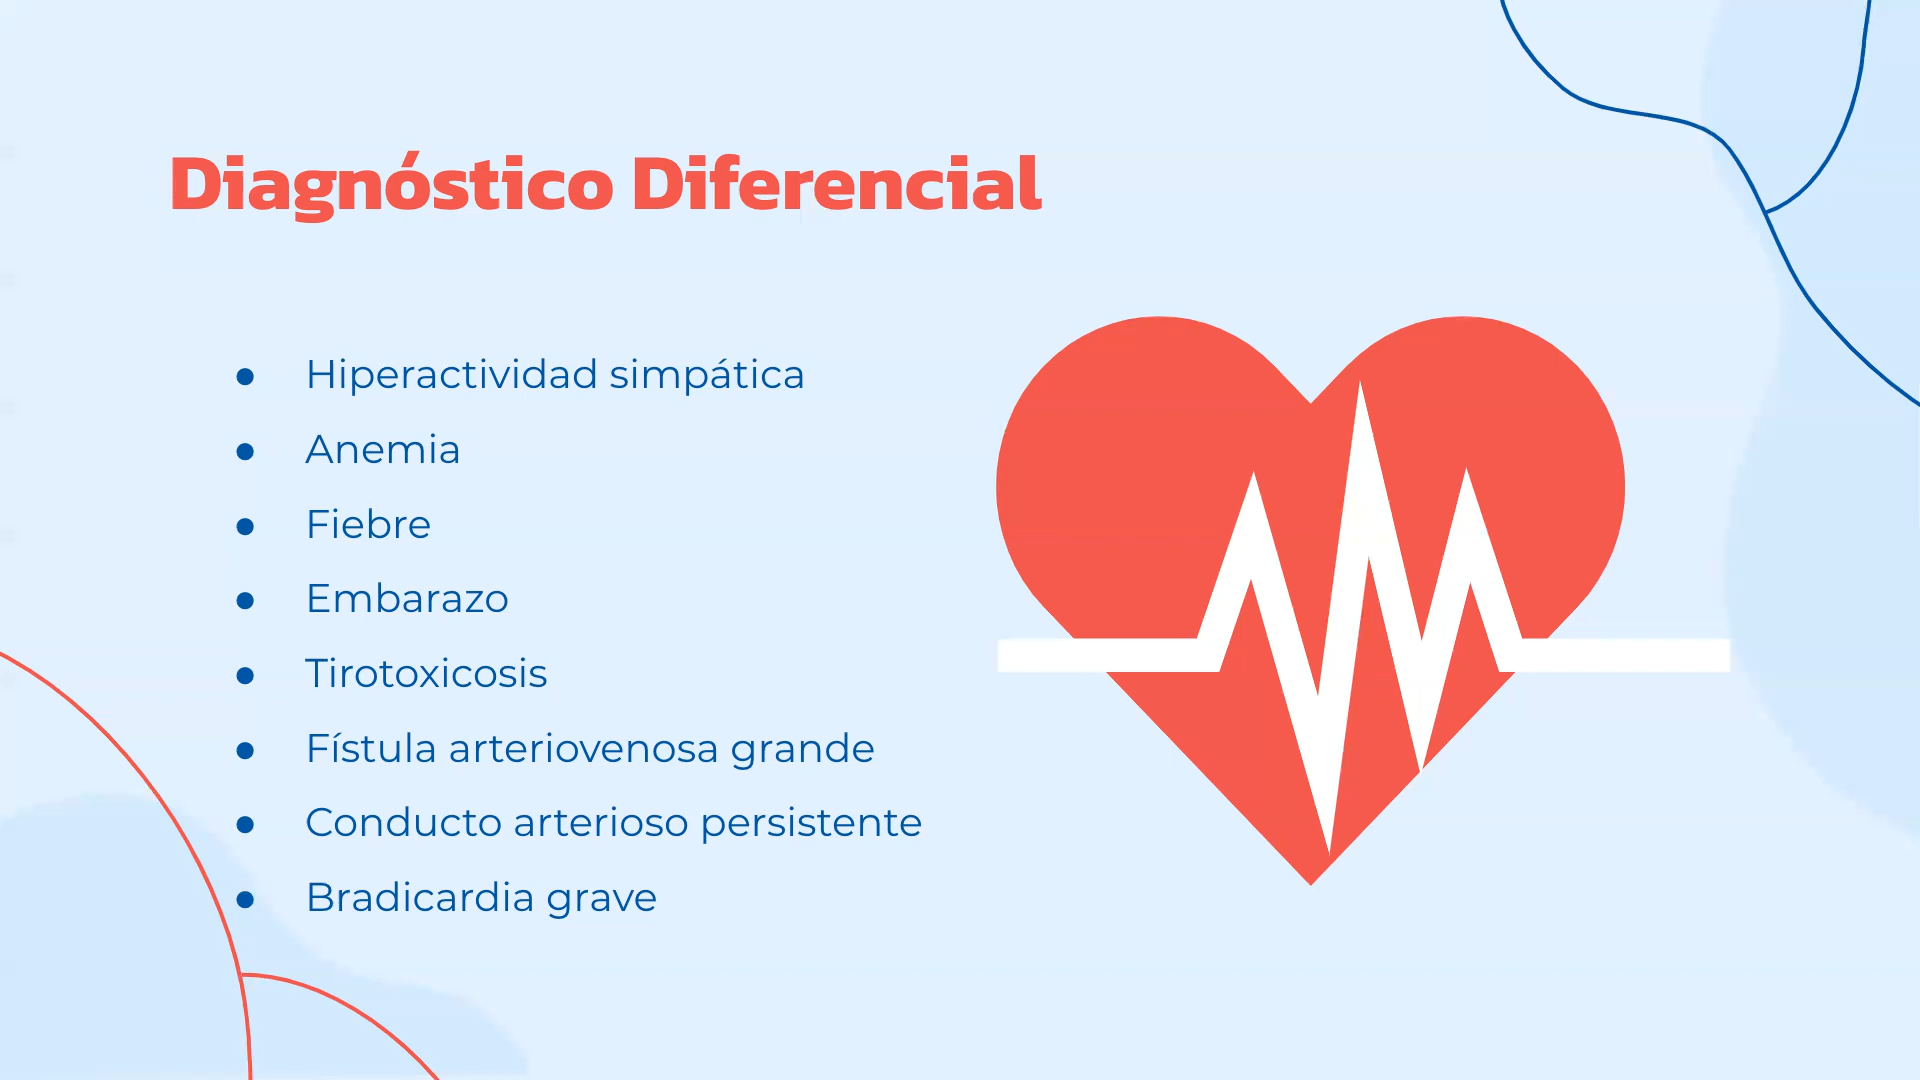 Diagnóstico Diferencial
● Hiperactividad simpática
● Anemia
● Fiebre
● Embarazo
● Tirotoxicosis
● Fístula arteriovenosa grande
● Conducto arterioso persistente
● Bradicardia grave